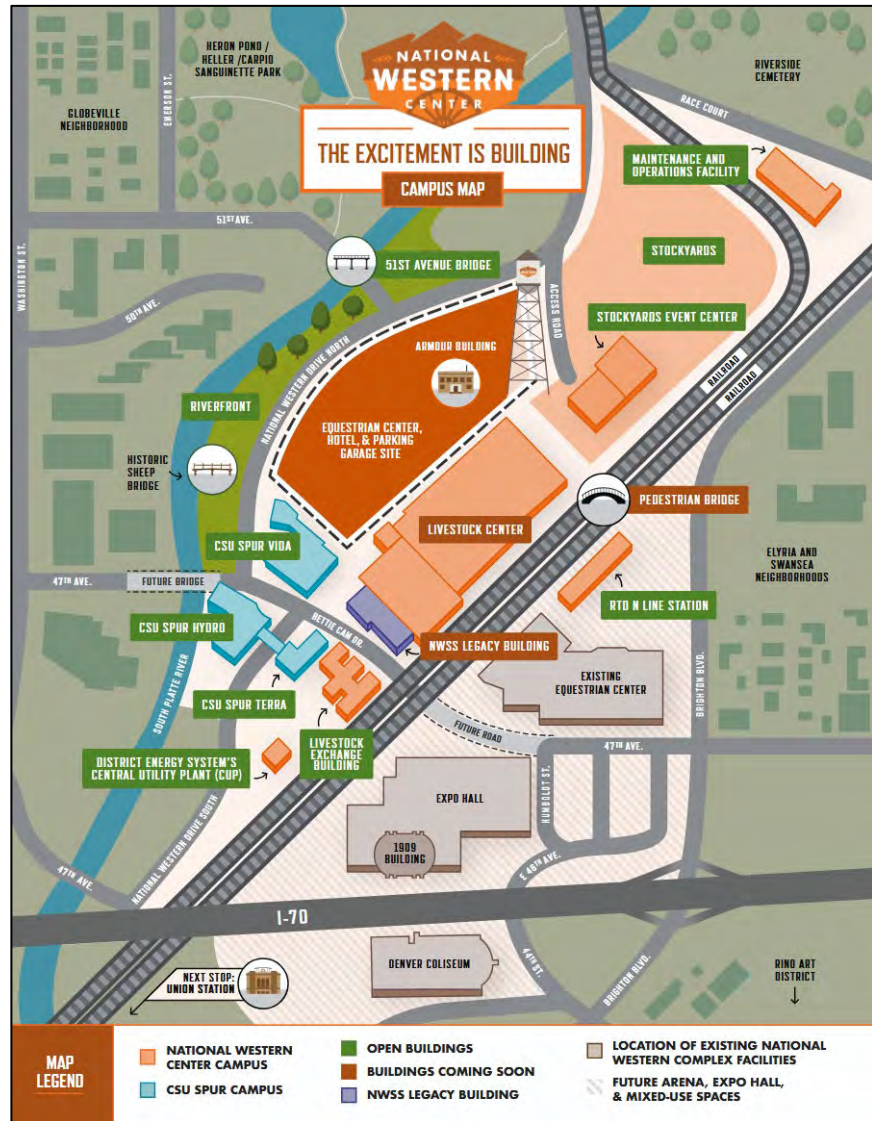 NATIONAL
WESTERN
CENTER
THE EXCITEMENT IS BUILDING
CAMPUS MAP
HERON POND /
HELLER /CARPIO
SANGUINETTE PARK
GLOBEVILLE
NEIGHBORHOOD
EMERSON ST.
RIVERSIDE
CEMETERY
RACE COURT
MAINTENANCE AND
OPERATIONS FACILITY
51ST AVE.
WASHINGTON ST.
51ST AVENUE BRIDGE
STOCKYARDS
50TH AVE.
ACCESS ROAD
STOCKYARDS EVENT CENTER
ARMOUR BUILDING
NATIONAL WESTERN DRIVE NORTH
RAILROAD
RAILROAD
RIVERFRONT
EQUESTRIAN CENTER,
HOTEL, & PARKING
GARAGE SITE
HISTORIC
SHEEP
BRIDGE
PEDESTRIAN BRIDGE
LIVESTOCK CENTER
CSU SPUR VIDA
ELYRIA AND
SWANSEA
NEIGHBORHOODS
47TH AVE.
FUTURE BRIDGE
RTD N LINE STATION
BETTIE CAM DR.
CSU SPUR HYDRO
NWSS LEGACY BUILDING
SOUTH PLATTE RIVER
EXISTING
EQUESTRIAN CENTER
BRIGHTON BLVD.
CSU SPUR TERRA
FUTURE ROAD
LIVESTOCK
EXCHANGE
BUILDING
47TH AVE.
DISTRICT ENERGY SYSTEM'S
CENTRAL UTILITY PLANT (CUP)
HUMBOLDT ST.
EXPO HALL
NATIONAL WESTERN DRIVE SOUTH
1909
BUILDING
E 46TH AVE.
47TH AVE.
I-70
DENVER COLISEUM
44TH ST.
BRIGHTON BLVD.
NEXT STOP:
UNION STATION
RINO ART
DISTRICT
MAP
LEGEND
NATIONAL WESTERN
CENTER CAMPUS
CSU SPUR CAMPUS
OPEN BUILDINGS
BUILDINGS COMING SOON
NWSS LEGACY BUILDING
LOCATION OF EXISTING NATIONAL
WESTERN COMPLEX FACILITIES
FUTURE ARENA, EXPO HALL,
& MIXED-USE SPACES